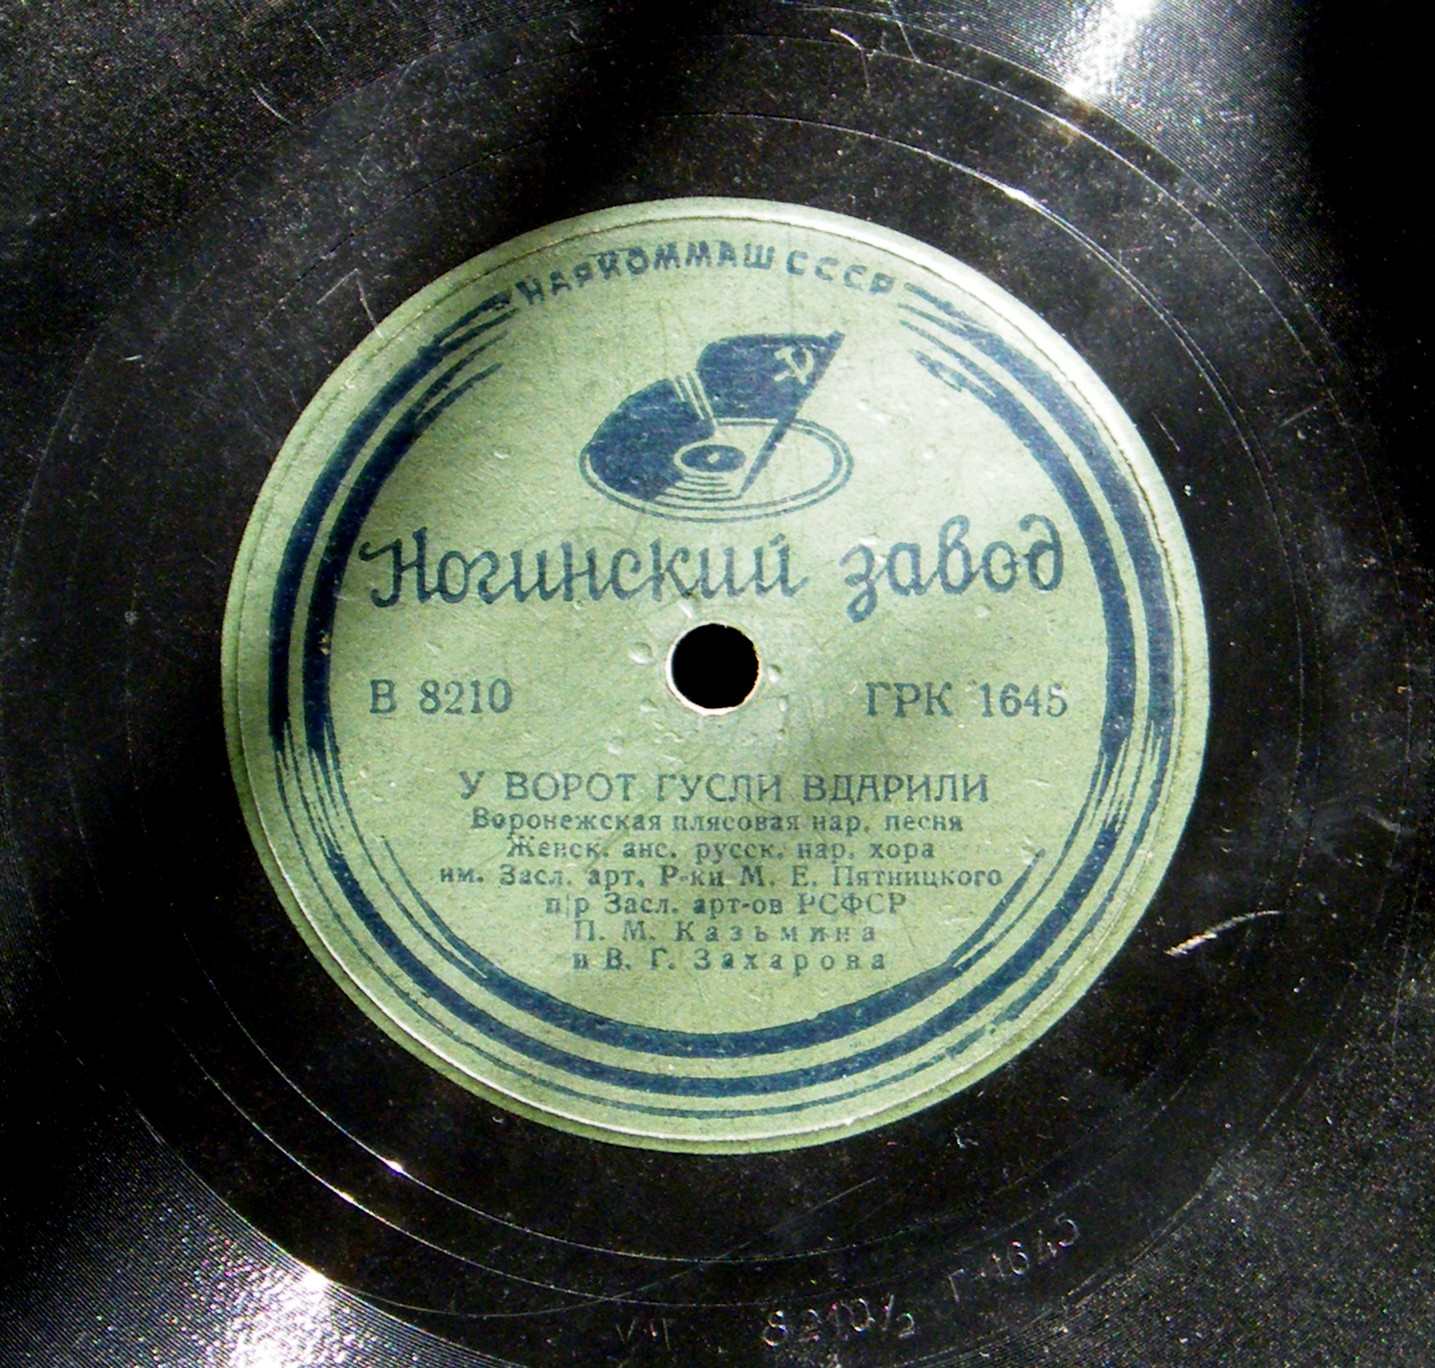 НАРКОММАШ СССР
Ногинский завод
В 8210 ГРК 1645
У ВОРОТ ГУСЛИ ВДАРИЛИ
Воронежская плясовая нар. песня
Женск. анс. русск. нар. хора
им. Засл. арт. Р-ки М. Е. Пятницкого
п|р Засл. арт-ов РСФСР
П. М. Казьмина
и В. Г. Захарова
Г-1645